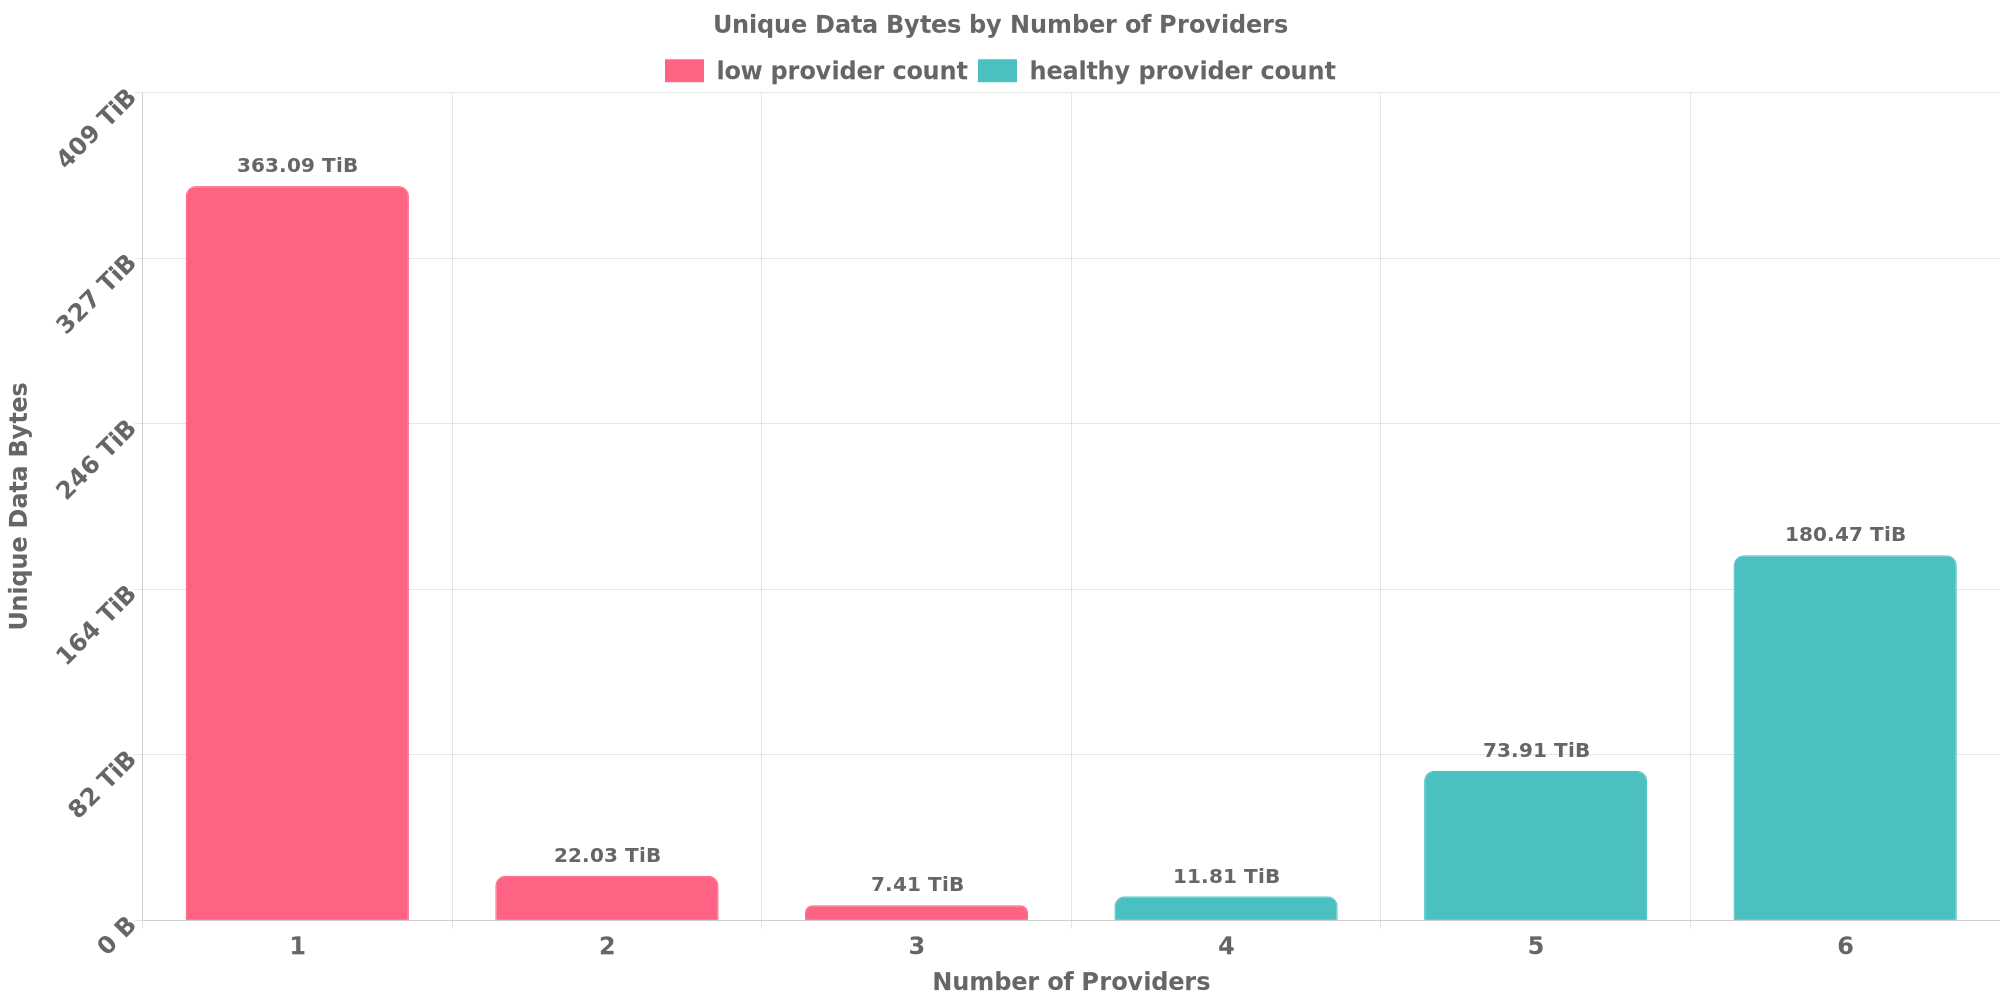 Unique Data Bytes by Number of Providers
low provider count
healthy provider count
Unique Data Bytes
409 TiB
327 TiB
246 TiB
164 TiB
82 TiB
0 B
363.09 TiB
22.03 TiB
7.41 TiB
11.81 TiB
73.91 TiB
180.47 TiB
1
2
3
4
5
6
Number of Providers